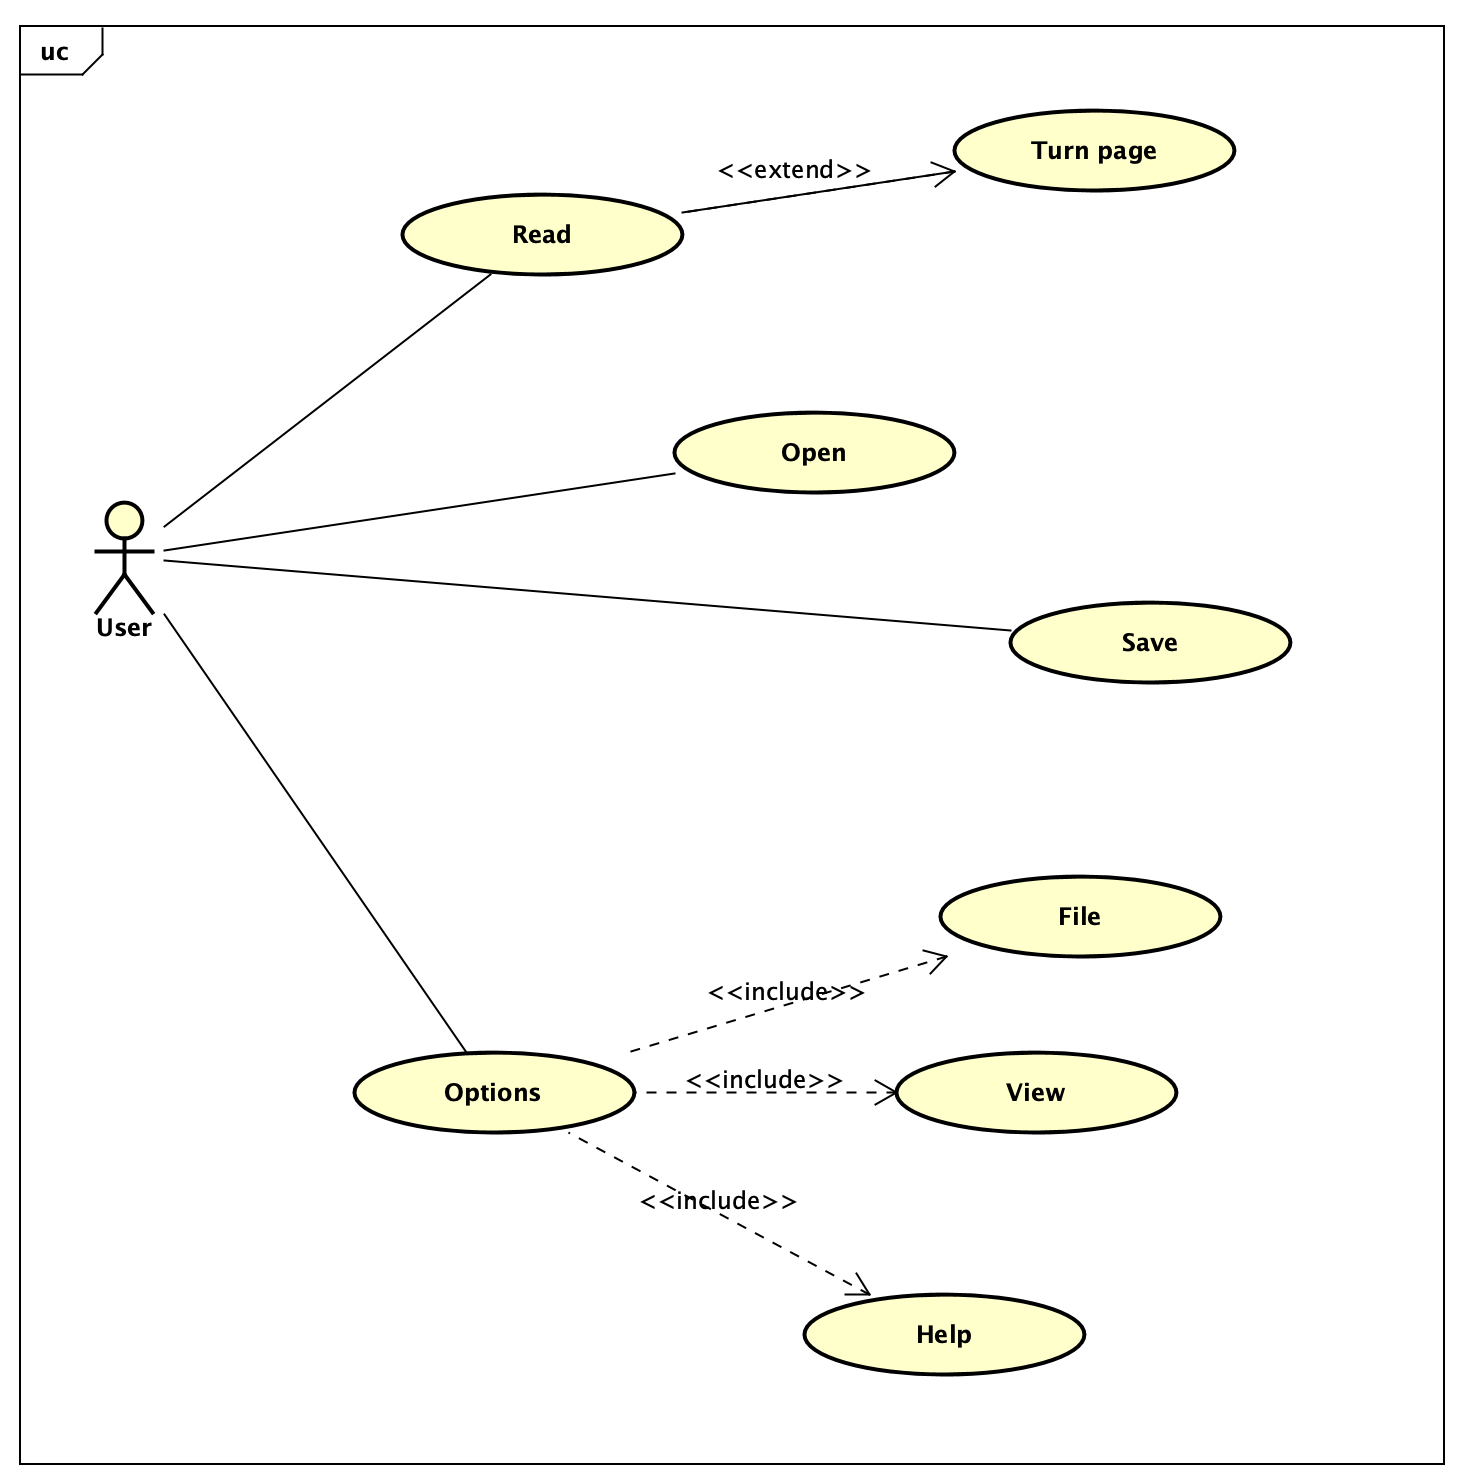 uc
Turn page
<<extend>>
Read
Open
User
Save
File
<<include>>
<<include>>
Options
View
<<include>>
Help